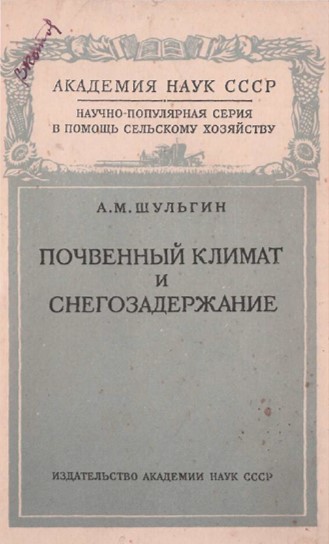 АКАДЕМИЯ НАУК СССР
НАУЧНО-ПОПУЛЯРНАЯ СЕРИЯ
В ПОМОЩЬ СЕЛЬСКОМУ ХОЗЯЙСТВУ
А.М.ШУЛЬГИН
ПОЧВЕННЫЙ КЛИМАТ
И
СНЕГОЗАДЕРЖАНИЕ
ИЗДАТЕЛЬСТВО АКАДЕМИИ НАУК СССР